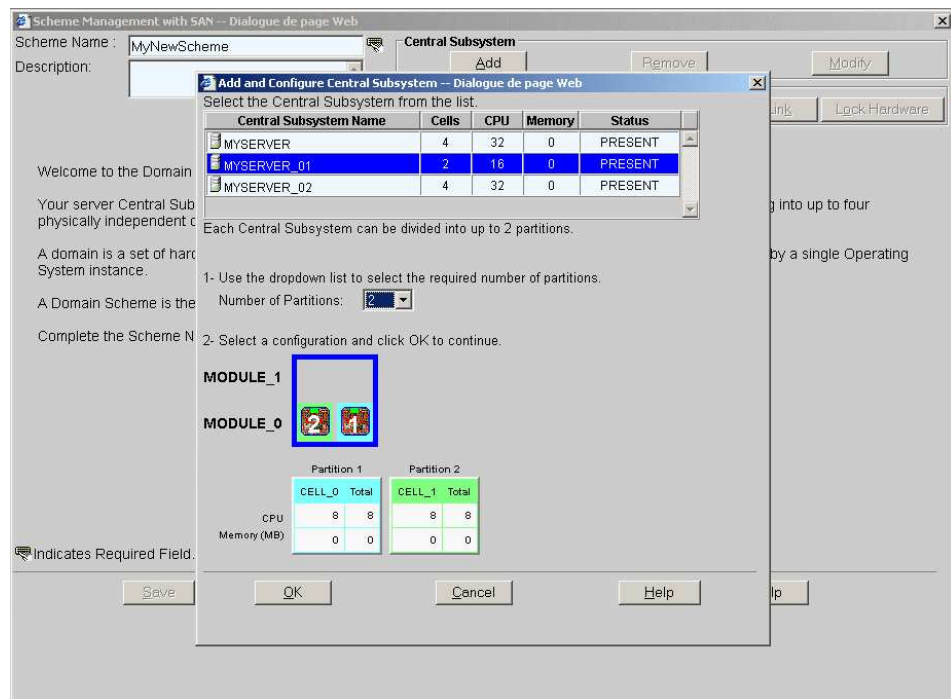 Scheme Management with SAN -- Dialogue de page Web
Scheme Name : MyNewScheme
Description:
Central Subsystem
Add Remove Modify
Link Lock Hardware
Welcome to the Domain
Your server Central Sub
g into up to four
physically independent
A domain is a set of hard
by a single Operating
System instance.
A Domain Scheme is the
Complete the Scheme N
Indicates Required Field.
Save
lp
Add and Configure Central Subsystem -- Dialogue de page Web
Select the Central Subsystem from the list.
Central Subsystem Name Cells CPU Memory Status
MYSERVER 4 32 0 PRESENT
MYSERVER_01 2 16 0 PRESENT
MYSERVER_02 4 32 0 PRESENT
Each Central Subsystem can be divided into up to 2 partitions.
1- Use the dropdown list to select the required number of partitions.
Number of Partitions: 2
2- Select a configuration and click OK to continue.
MODULE_1
MODULE_0 2 1
Partition 1 Partition 2
CELL_0 Total CELL_1 Total
CPU 8 8 8 8
Memory (MB) 0 0 0 0
OK Cancel Help